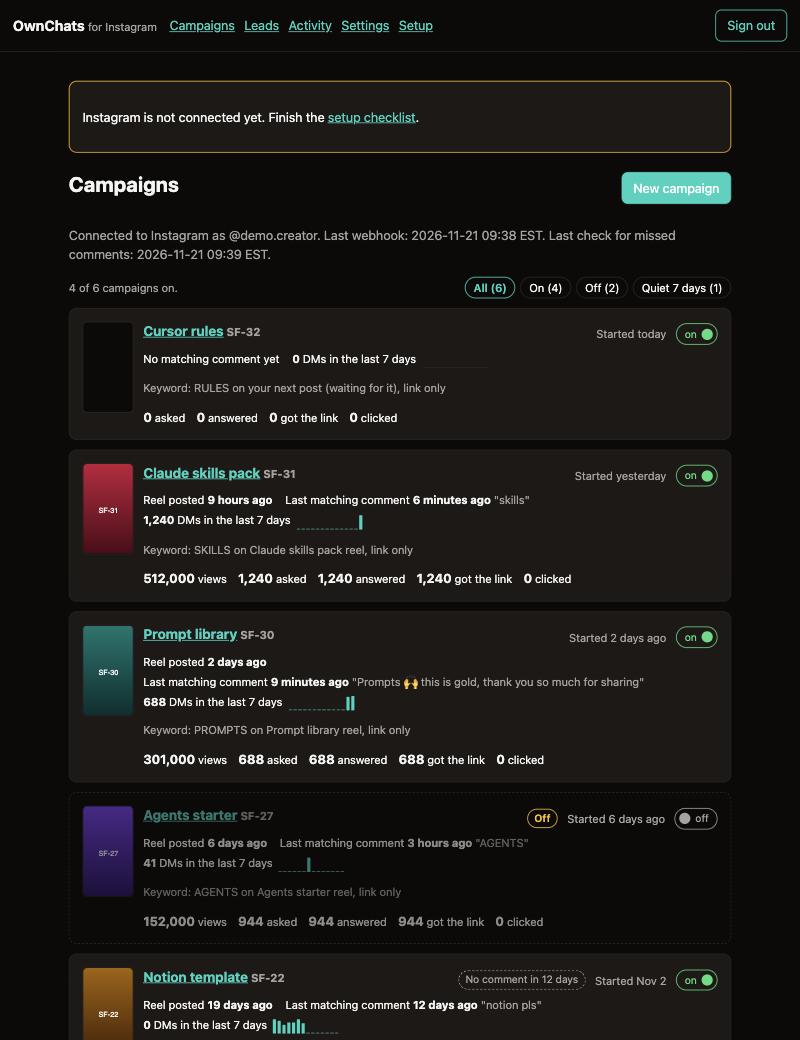 OwnChats for Instagram Campaigns Leads Activity Settings Setup Sign out
Instagram is not connected yet. Finish the setup checklist.
Campaigns New campaign
Connected to Instagram as @demo.creator. Last webhook: 2026-11-21 09:38 EST. Last check for missed
comments: 2026-11-21 09:39 EST.
4 of 6 campaigns on. All (6) On (4) Off (2) Quiet 7 days (1)
Cursor rules SF-32 Started today on
No matching comment yet 0 DMs in the last 7 days
Keyword: RULES on your next post (waiting for it), link only
0 asked 0 answered 0 got the link 0 clicked
Claude skills pack SF-31 Started yesterday on
Reel posted 9 hours ago Last matching comment 6 minutes ago "skills"
SF-31
1,240 DMs in the last 7 days
Keyword: SKILLS on Claude skills pack reel, link only
512,000 views 1,240 asked 1,240 answered 1,240 got the link 0 clicked
Prompt library SF-30 Started 2 days ago on
Reel posted 2 days ago
SF-30
Last matching comment 9 minutes ago "Prompts 🙌 this is gold, thank you so much for sharing"
688 DMs in the last 7 days
Keyword: PROMPTS on Prompt library reel, link only
301,000 views 688 asked 688 answered 688 got the link 0 clicked
Agents starter SF-27 Off Started 6 days ago off
Reel posted 6 days ago Last matching comment 3 hours ago "AGENTS"
SF-27
41 DMs in the last 7 days
Keyword: AGENTS on Agents starter reel, link only
152,000 views 944 asked 944 answered 944 got the link 0 clicked
Notion template SF-22 No comment in 12 days Started Nov 2 on
Reel posted 19 days ago Last matching comment 12 days ago "notion pls"
SF-22
0 DMs in the last 7 days